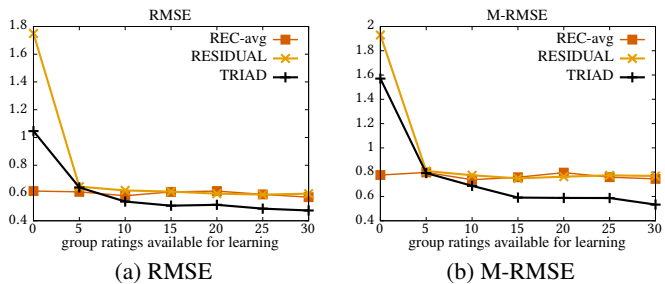 RMSE
REC-avg
RESIDUAL
TRIAD
1.8
1.6
1.4
1.2
1
0.8
0.6
0.4
0 5 10 15 20 25 30
group ratings available for learning
(a) RMSE
M-RMSE
REC-avg
RESIDUAL
TRIAD
2
1.8
1.6
1.4
1.2
1
0.8
0.6
0.4
0 5 10 15 20 25 30
group ratings available for learning
(b) M-RMSE